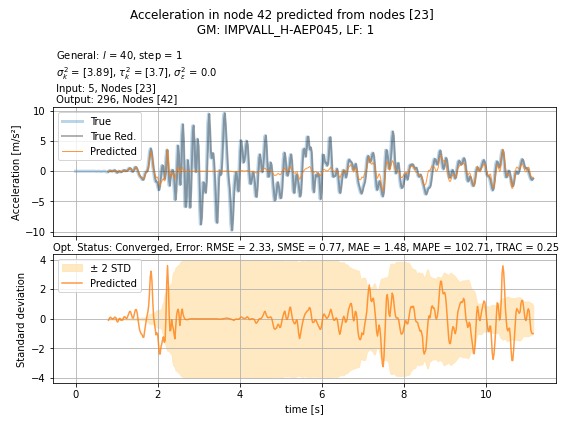 Acceleration in node 42 predicted from nodes [23]
GM: IMPVALL_H-AEP045, LF: 1
General: l = 40, step = 1
σ²ₖ = [3.89], τ²ₖ = [3.7], σ²ε = 0.0
Input: 5, Nodes [23]
Output: 296, Nodes [42]
10
5
0
−5
−10
Acceleration [m/s²]
True
True Red.
Predicted
Opt. Status: Converged, Error: RMSE = 2.33, SMSE = 0.77, MAE = 1.48, MAPE = 102.71, TRAC = 0.25
4
2
0
−2
−4
Standard deviation
± 2 STD
Predicted
0 2 4 6 8 10
time [s]